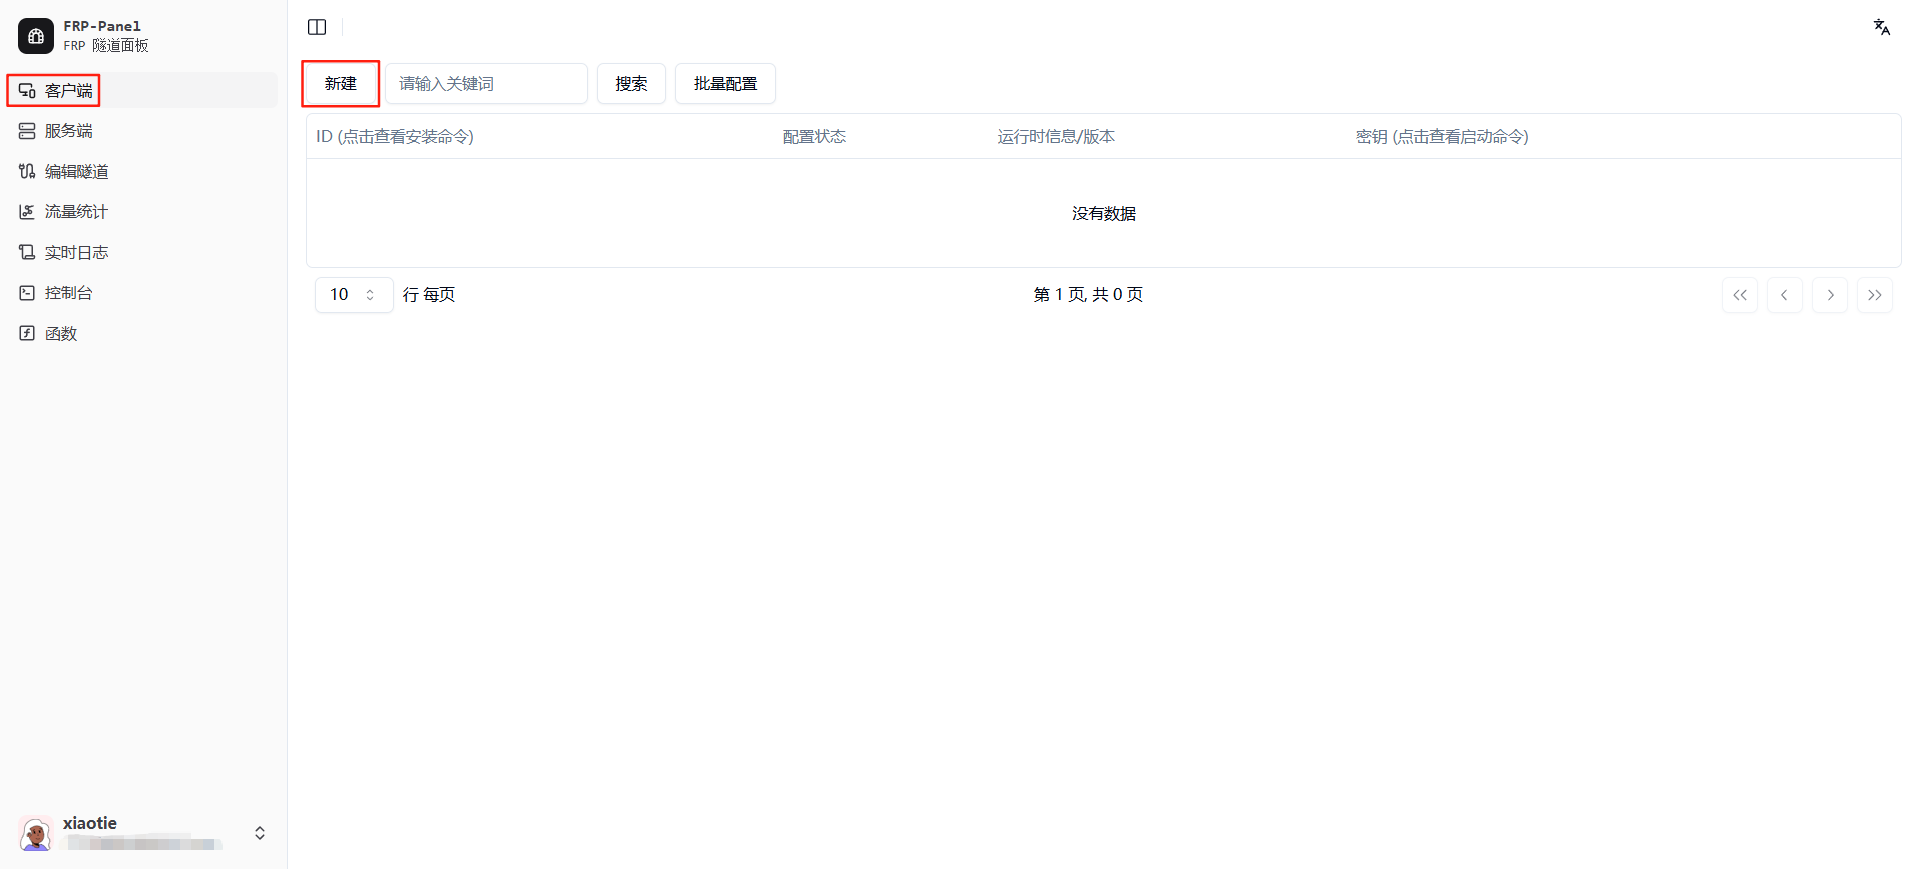 FRP-Panel
FRP 隧道面板
客户端
服务端
编辑隧道
流量统计
实时日志
控制台
函数
xiaotie
新建
请输入关键词
搜索
批量配置
ID (点击查看安装命令)
配置状态
运行时信息/版本
密钥 (点击查看启动命令)
没有数据
10
行 每页
第 1 页, 共 0 页